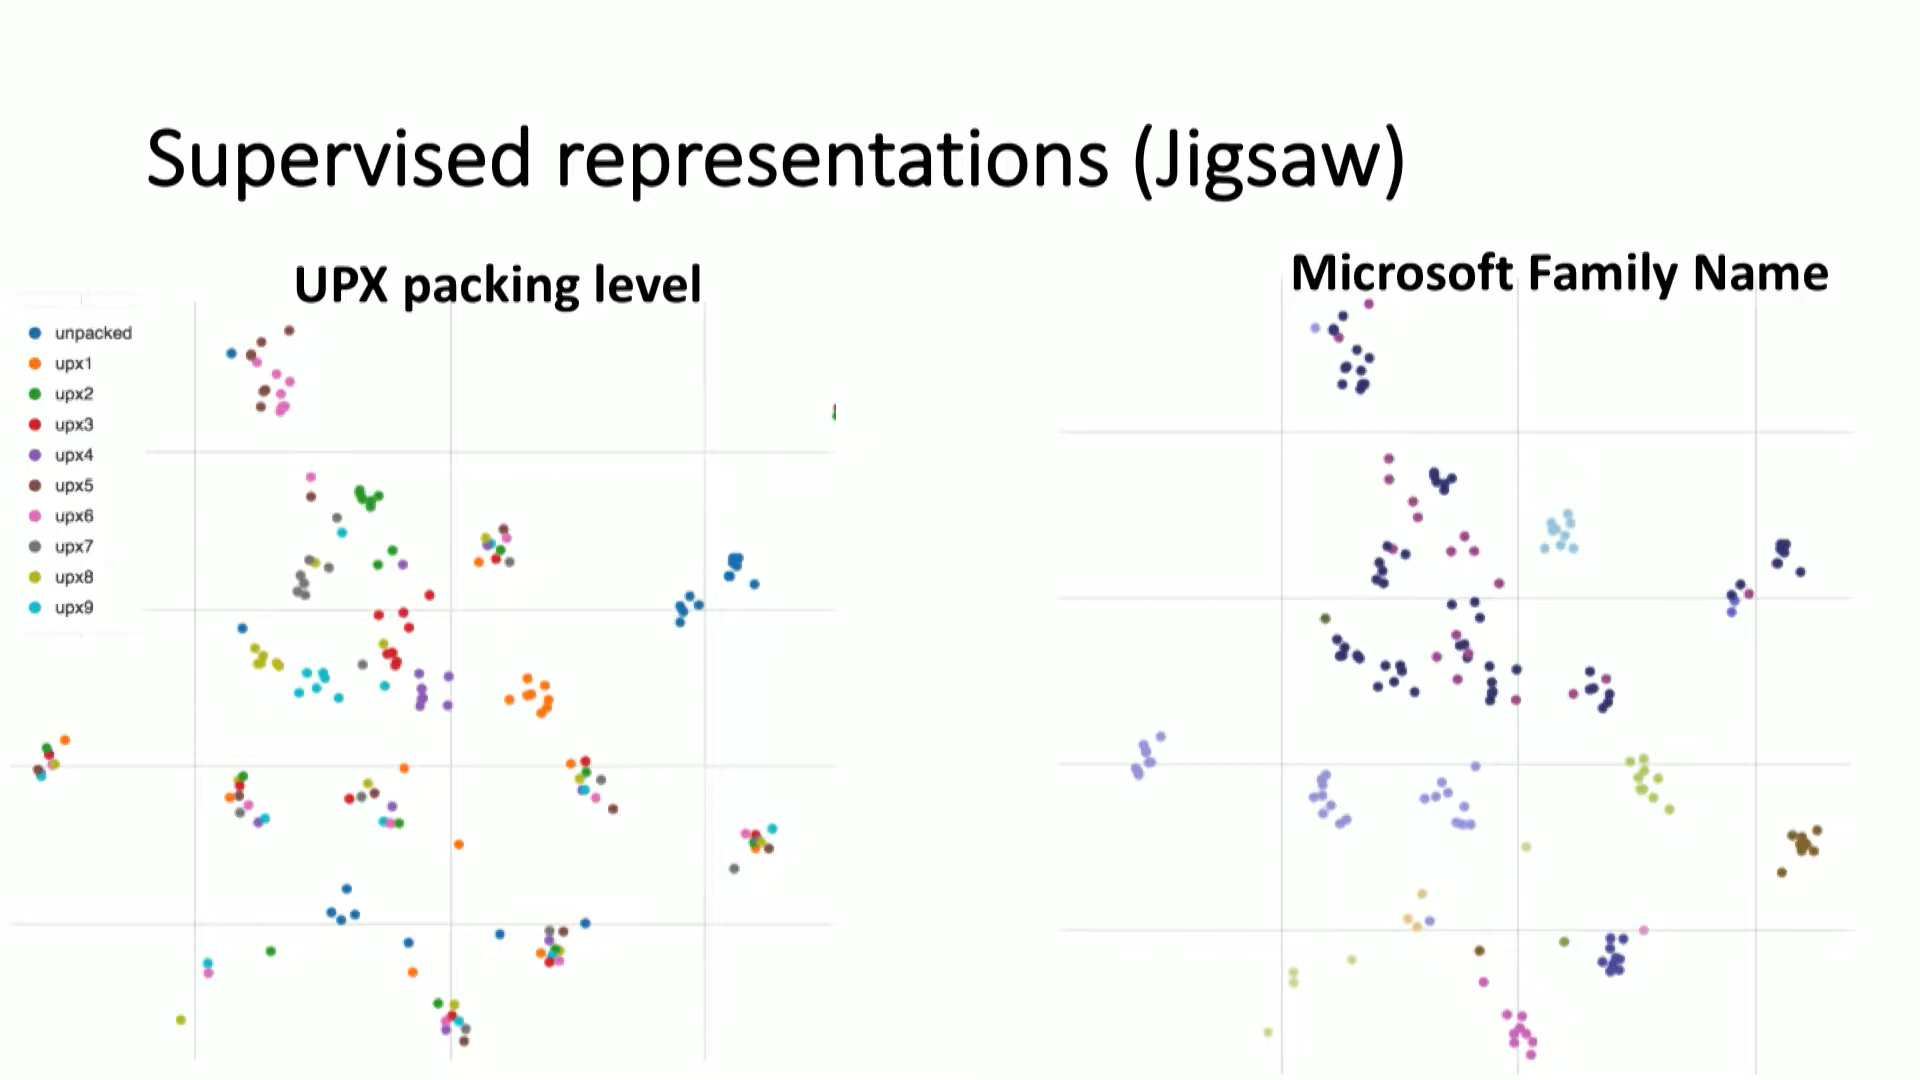 Supervised representations (Jigsaw)
UPX packing level
Microsoft Family Name
unpacked
upx1
upx2
upx3
upx4
upx5
upx6
upx7
upx8
upx9